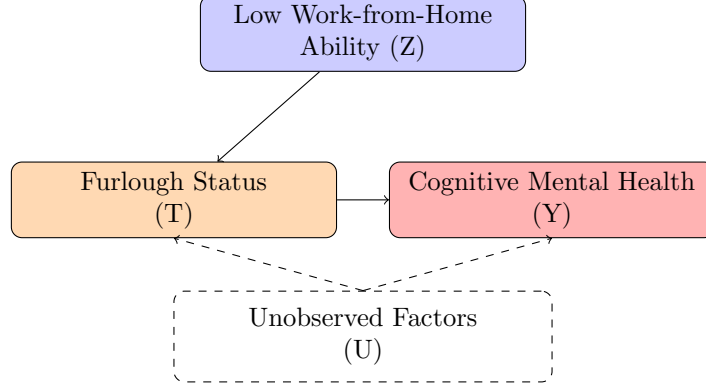 Low Work-from-Home
Ability (Z)
Furlough Status
(T)
Cognitive Mental Health
(Y)
Unobserved Factors
(U)